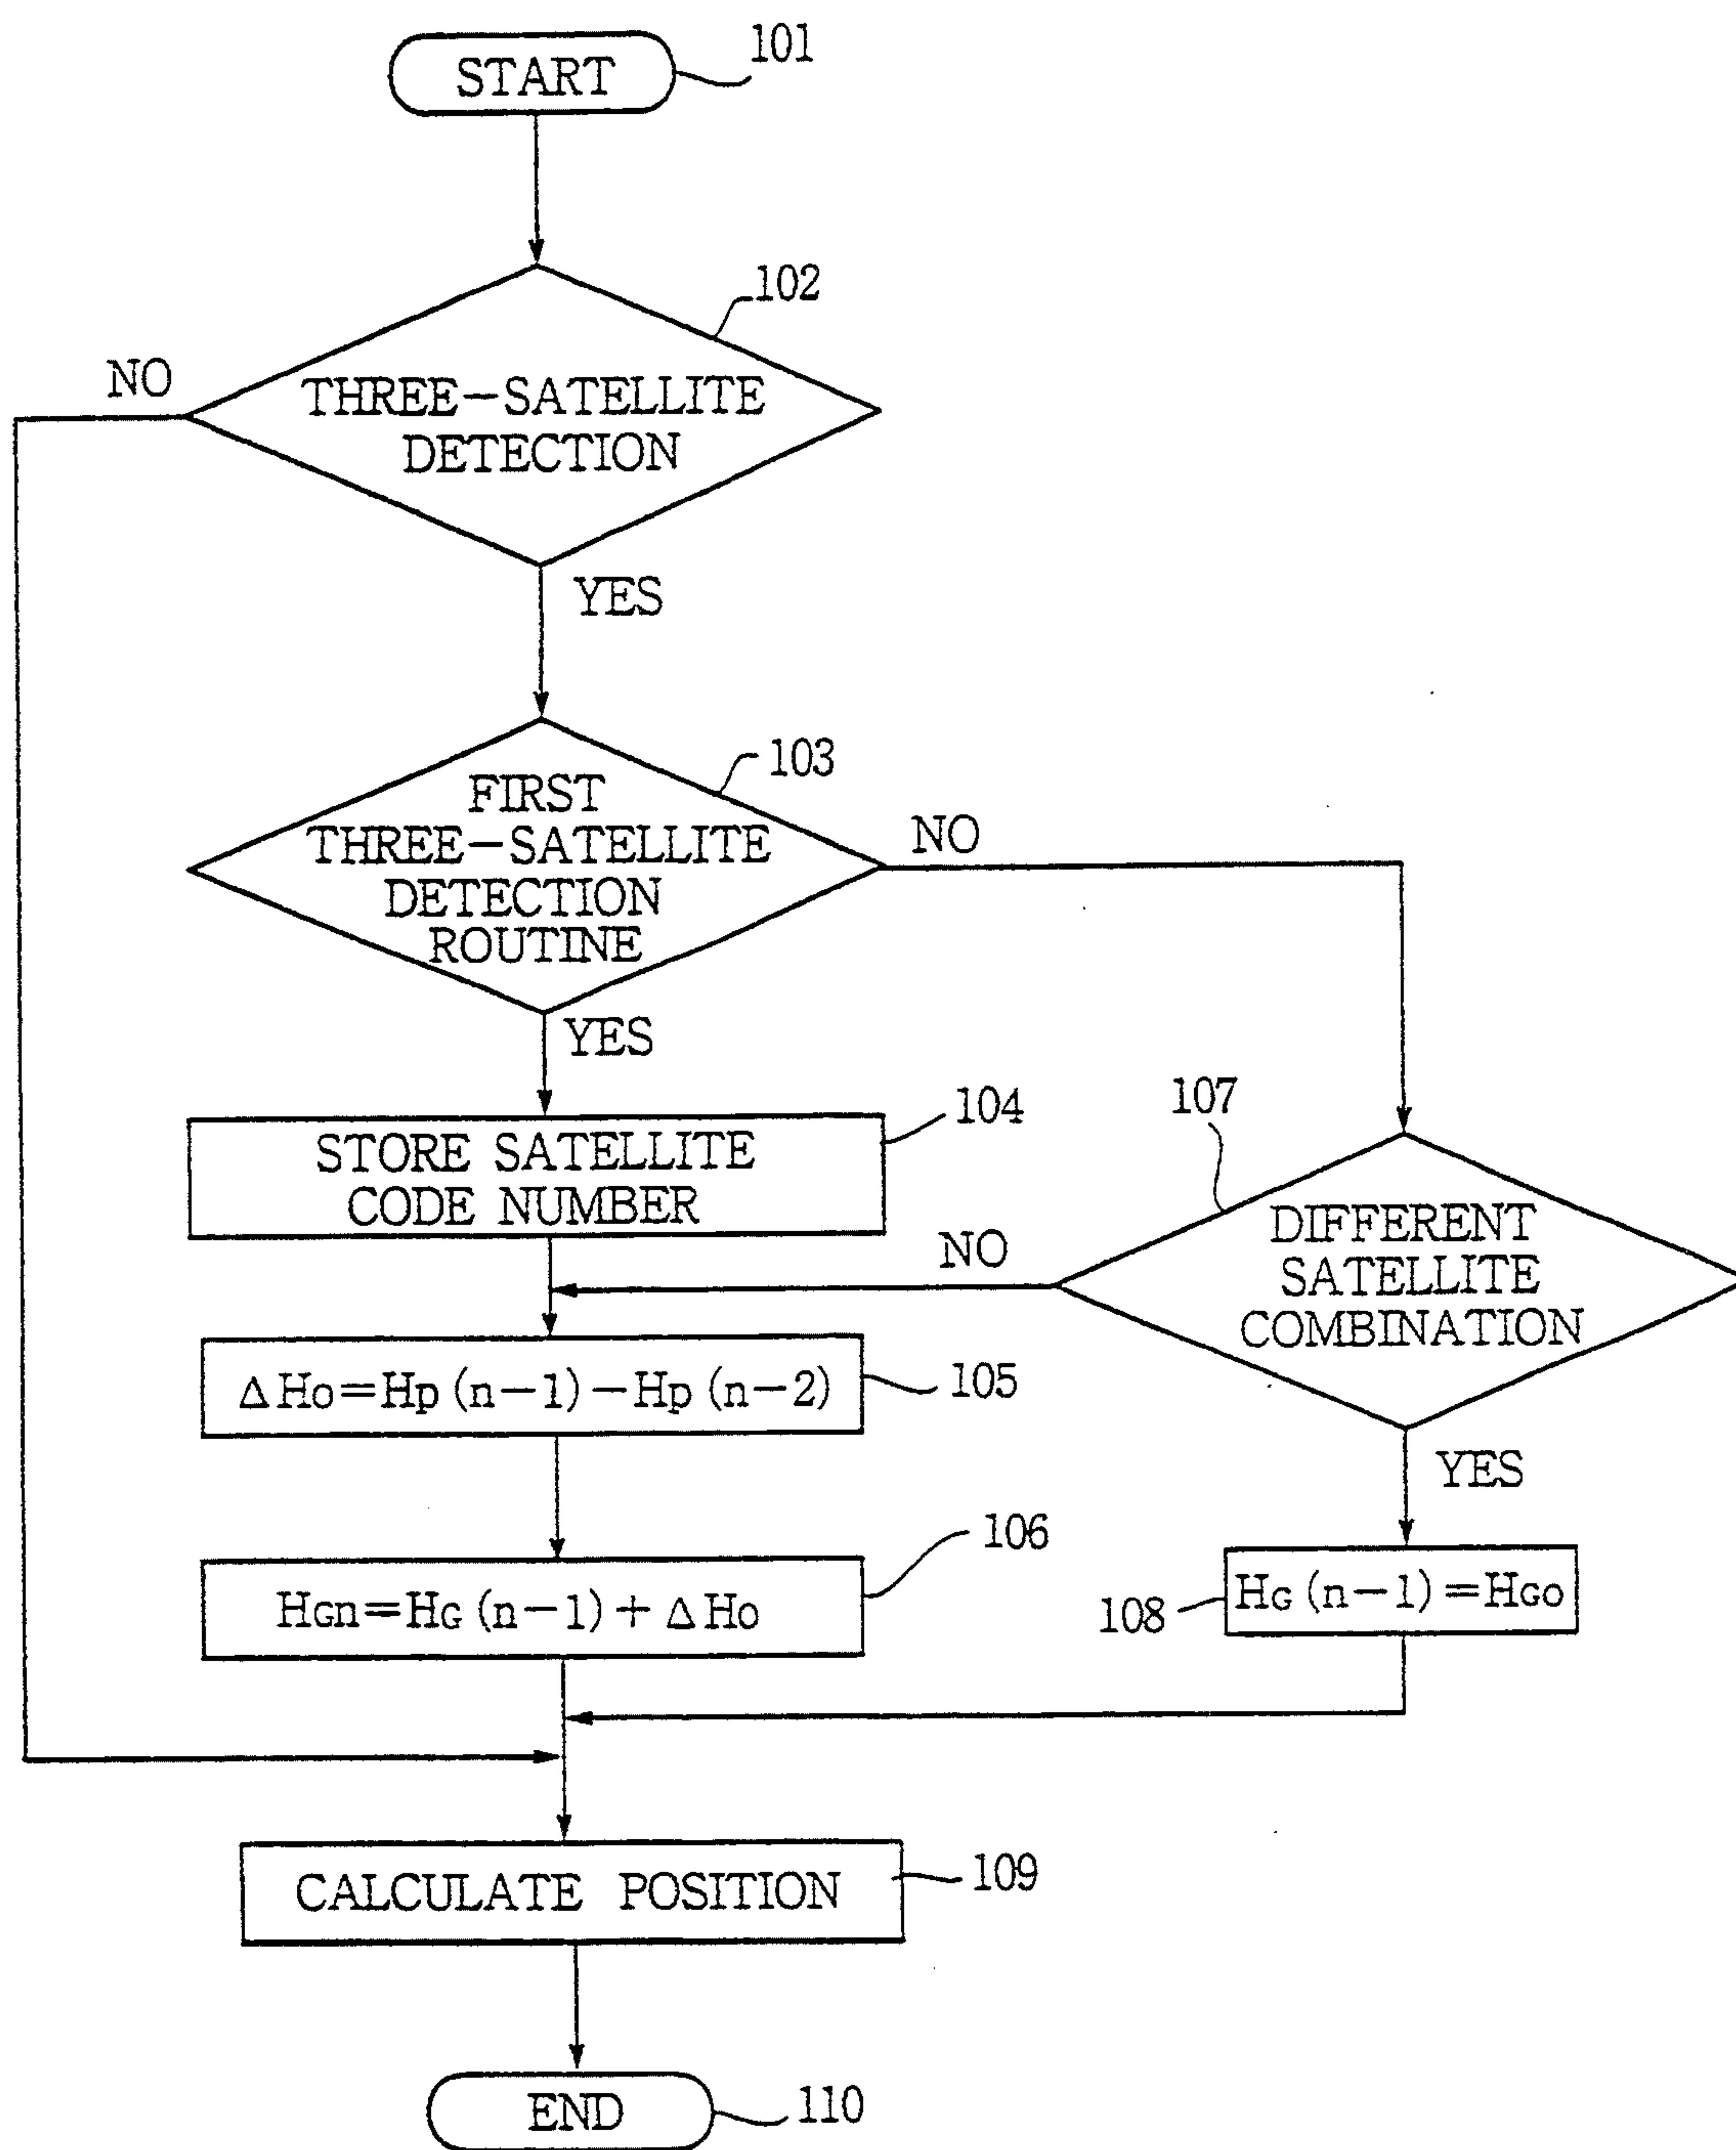 START
101
102
NO
THREE-SATELLITE
DETECTION
YES
103
FIRST
THREE-SATELLITE
DETECTION
ROUTINE
NO
YES
104
STORE SATELLITE
CODE NUMBER
107
DIFFERENT
SATELLITE
COMBINATION
NO
ΔHo=Hp(n-1)-Hp(n-2)
105
YES
106
HGn=HG(n-1)+ΔHo
HG(n-1)=HGo
108
CALCULATE POSITION
109
END
110